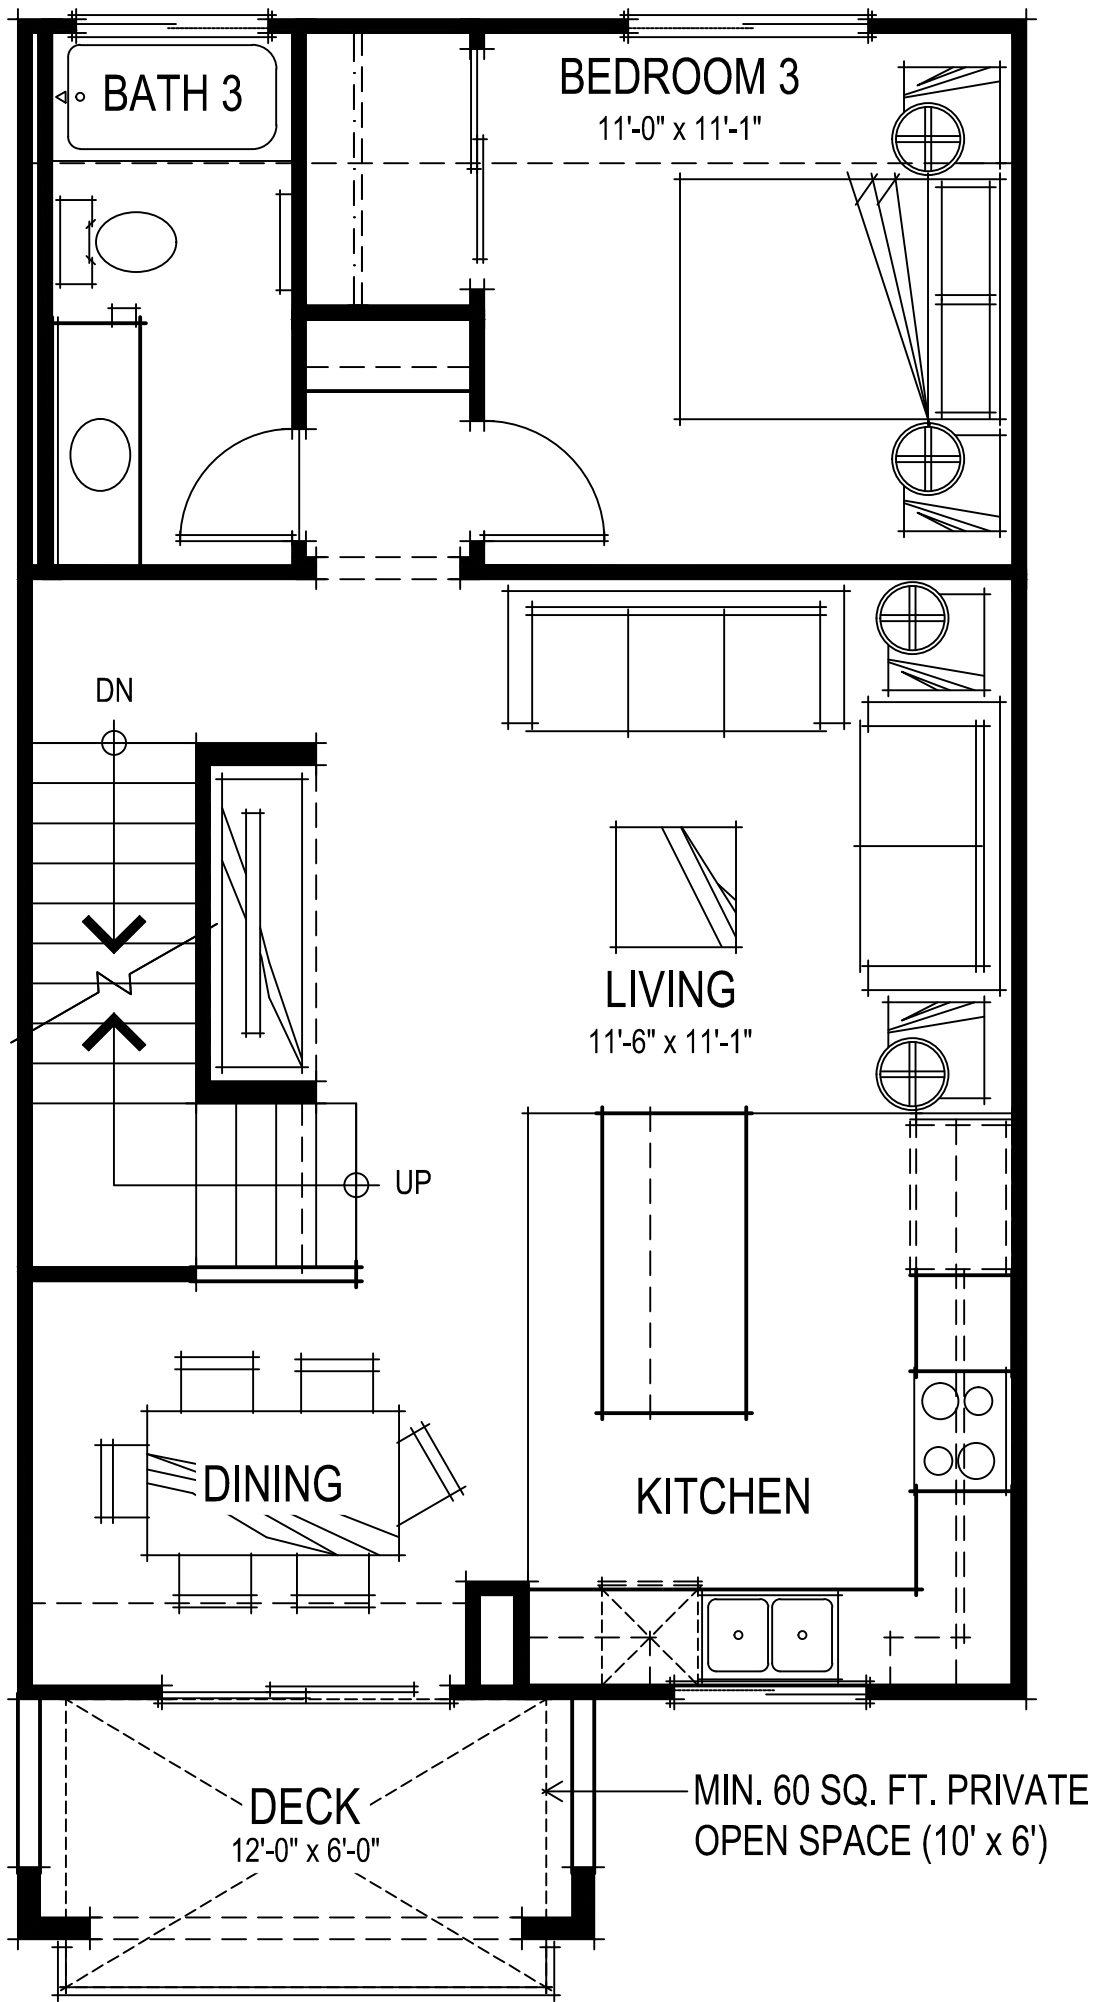 BATH 3
BEDROOM 3
11'-0" x 11'-1"
DN
LIVING
11'-6" x 11'-1"
UP
DINING
KITCHEN
DECK
12'-0" x 6'-0"
MIN. 60 SQ. FT. PRIVATE
OPEN SPACE (10' x 6')